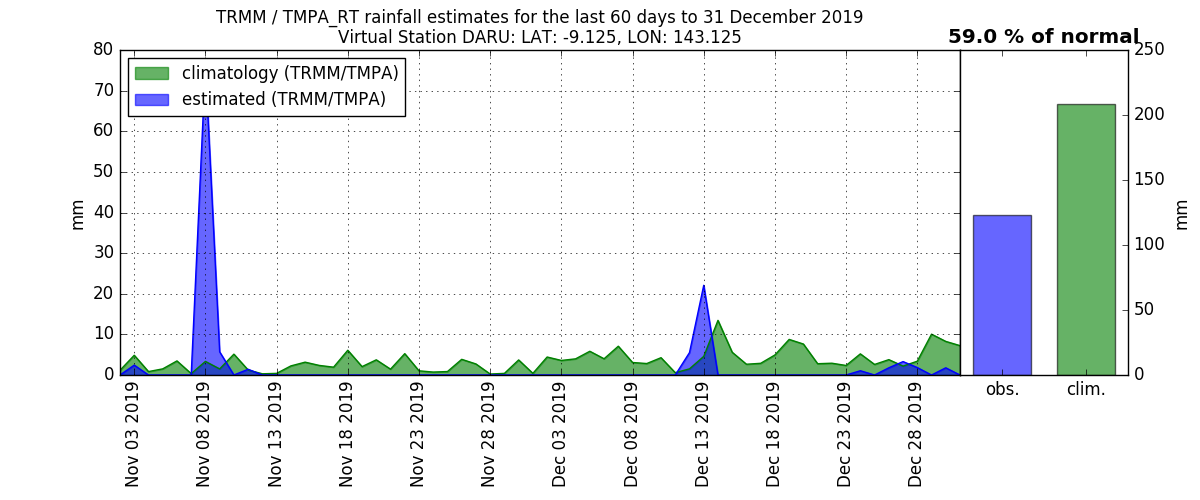 TRMM / TMPA_RT rainfall estimates for the last 60 days to 31 December 2019
Virtual Station DARU: LAT: -9.125, LON: 143.125
59.0 % of normal
climatology (TRMM/TMPA)
estimated (TRMM/TMPA)
mm
80
70
60
50
40
30
20
10
0
Nov 03 2019
Nov 08 2019
Nov 13 2019
Nov 18 2019
Nov 23 2019
Nov 28 2019
Dec 03 2019
Dec 08 2019
Dec 13 2019
Dec 18 2019
Dec 23 2019
Dec 28 2019
obs.
clim.
250
200
150
100
50
0
mm